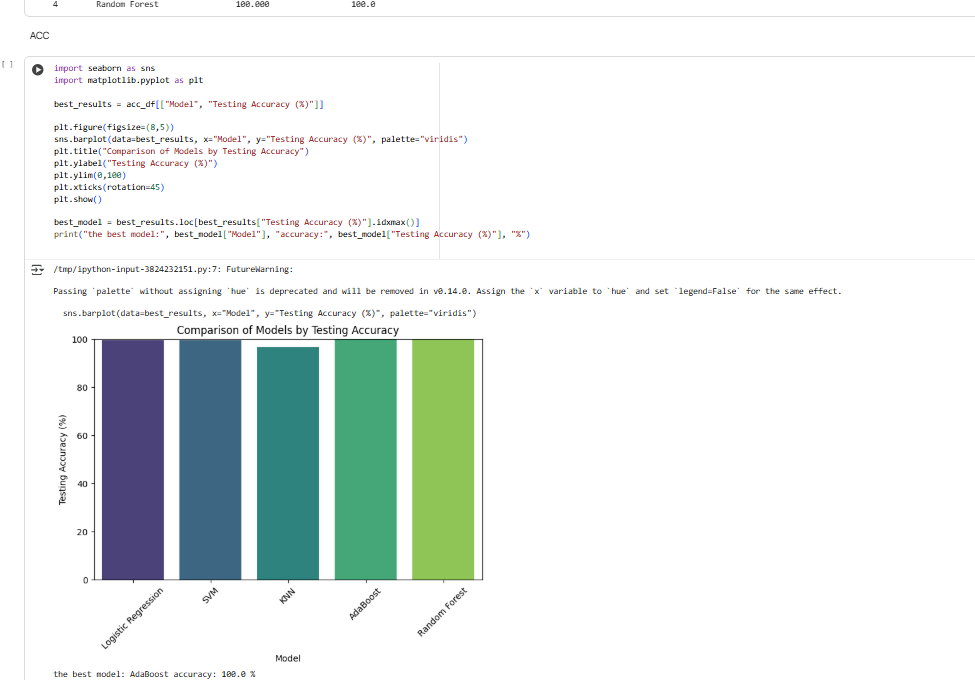 4 Random Forest 100.000 100.0
ACC
[ ]
import seaborn as sns
import matplotlib.pyplot as plt
best_results = acc_df[["Model", "Testing Accuracy (%)"]]
plt.figure(figsize=(8,5))
sns.barplot(data=best_results, x="Model", y="Testing Accuracy (%)", palette="viridis")
plt.title("Comparison of Models by Testing Accuracy")
plt.ylabel("Testing Accuracy (%)")
plt.ylim(0,100)
plt.xticks(rotation=45)
plt.show()
best_model = best_results.loc[best_results["Testing Accuracy (%)"].idxmax()]
print("the best model:", best_model["Model"], "accuracy:", best_model["Testing Accuracy (%)"], "%")
/tmp/ipython-input-3824232151.py:7: FutureWarning:
Passing `palette` without assigning `hue` is deprecated and will be removed in v0.14.0. Assign the `x` variable to `hue` and set `legend=False` for the same effect.
sns.barplot(data=best_results, x="Model", y="Testing Accuracy (%)", palette="viridis")
Comparison of Models by Testing Accuracy
100
80
60
40
20
0
Testing Accuracy (%)
Logistic Regression
SVM
KNN
AdaBoost
Random Forest
Model
the best model: AdaBoost accuracy: 100.0 %